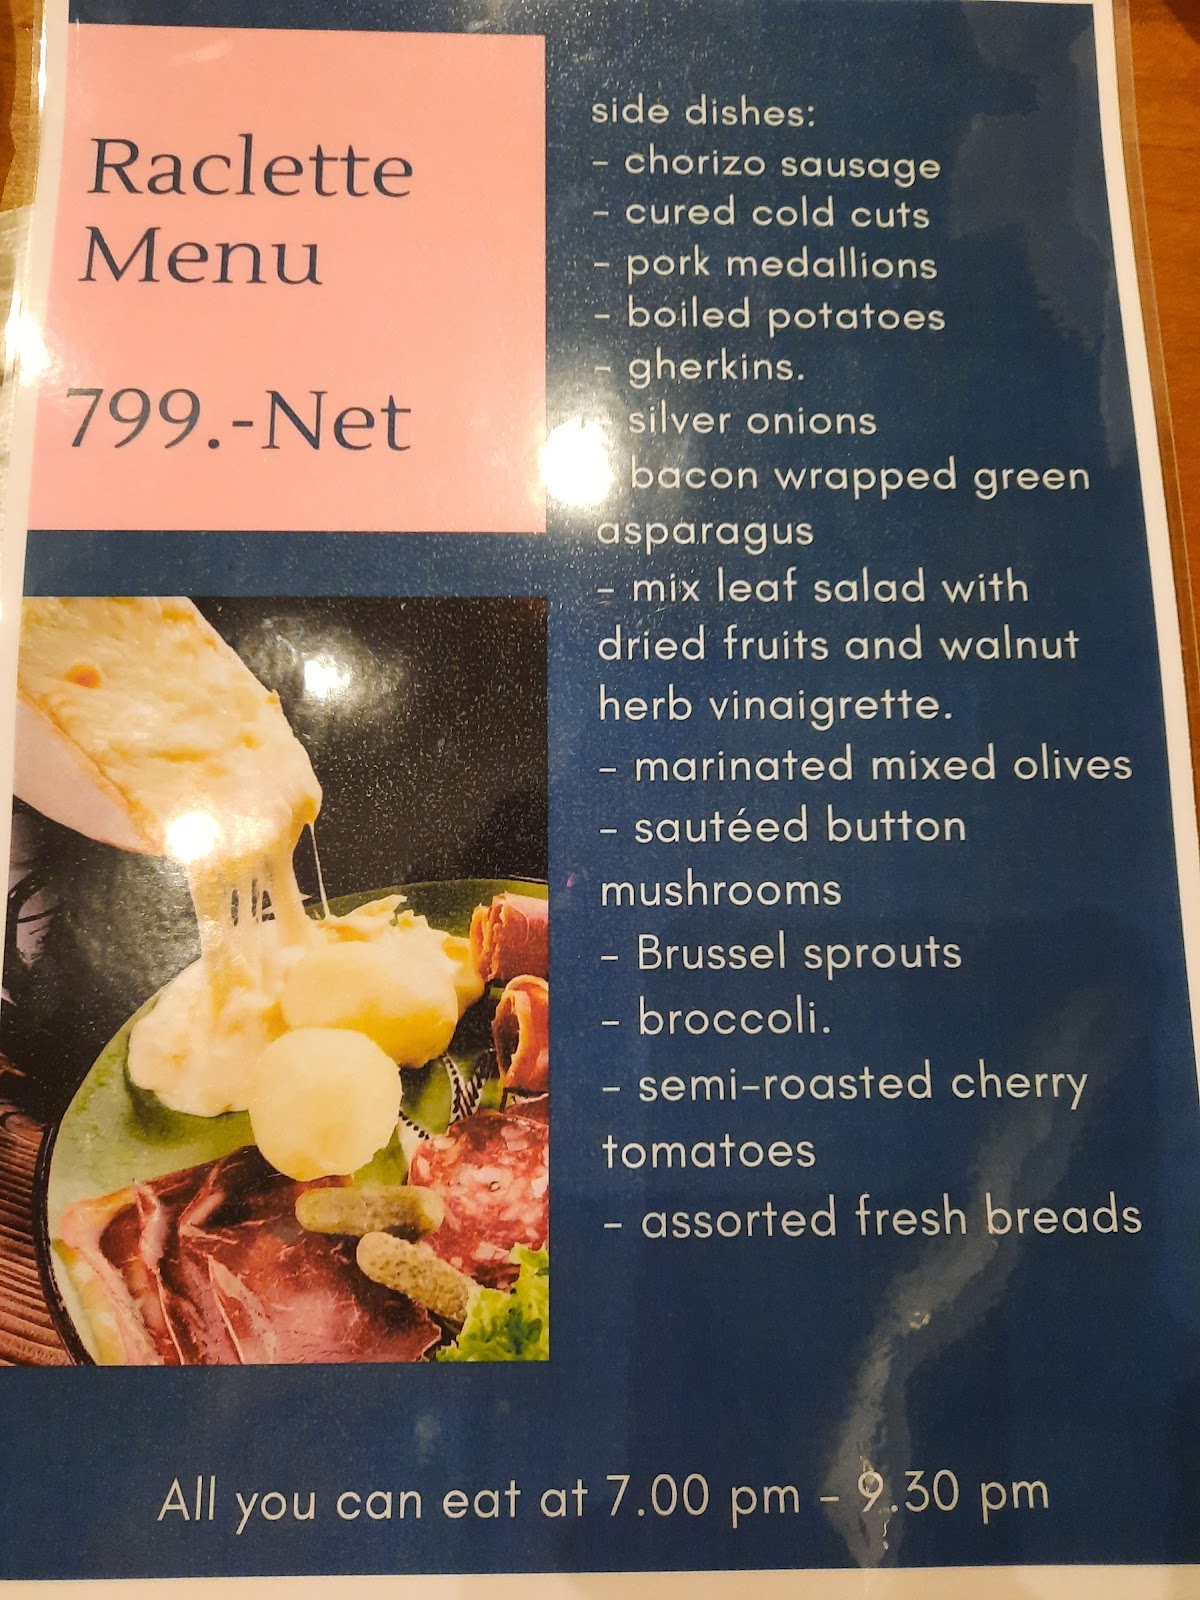 Raclette
Menu
799.-Net
side dishes:
- chorizo sausage
- cured cold cuts
- pork medallions
- boiled potatoes
- gherkins.
- silver onions
bacon wrapped green
asparagus
- mix leaf salad with
dried fruits and walnut
herb vinaigrette.
- marinated mixed olives
- sautéed button
mushrooms
- Brussel sprouts
- broccoli.
- semi-roasted cherry
tomatoes
- assorted fresh breads
All you can eat at 7.00 pm - 9.30 pm